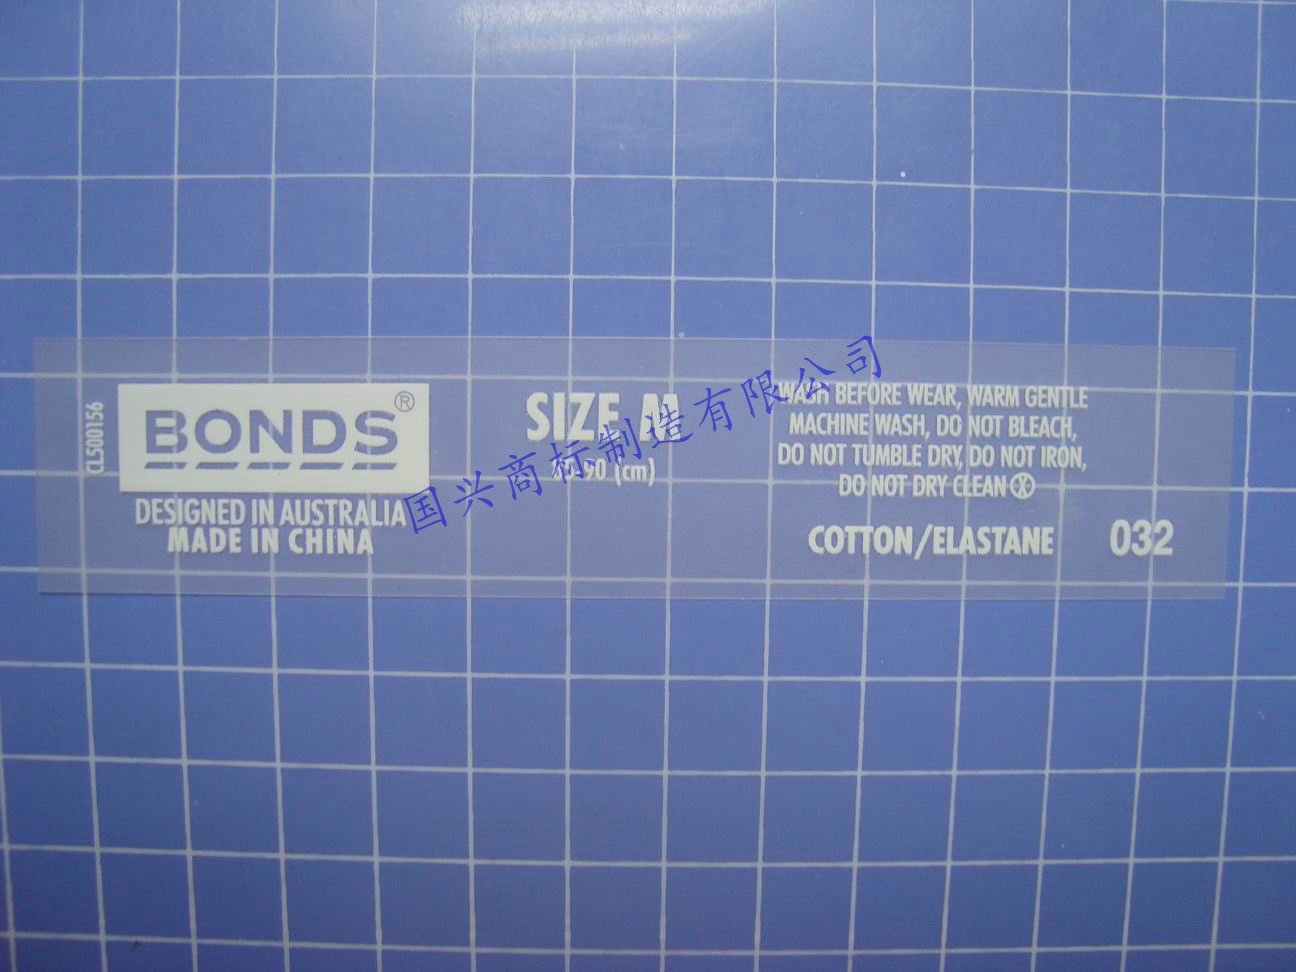 CL500156
BONDS®
DESIGNED IN AUSTRALIA
MADE IN CHINA
SIZE M
90 (cm)
WASH BEFORE WEAR, WARM GENTLE
MACHINE WASH, DO NOT BLEACH,
DO NOT TUMBLE DRY, DO NOT IRON,
DO NOT DRY CLEAN
COTTON/ELASTANE 032
国兴商标制造有限公司